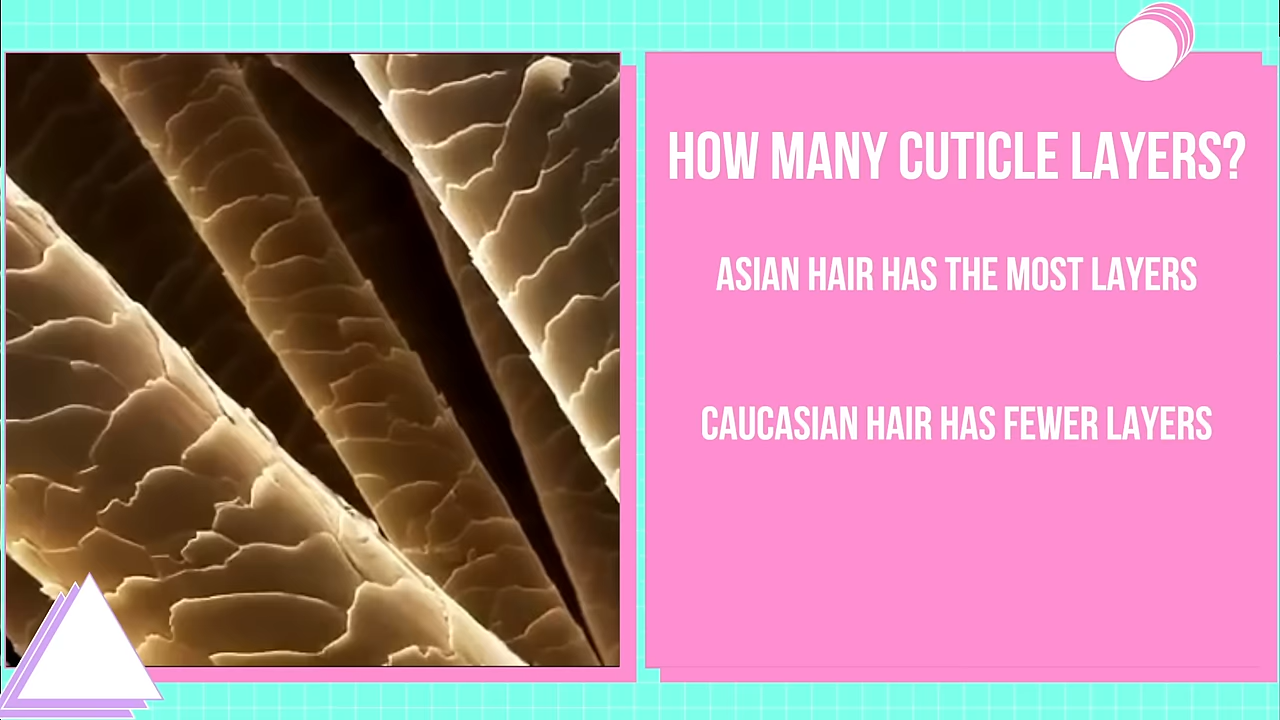 HOW MANY CUTICLE LAYERS?
ASIAN HAIR HAS THE MOST LAYERS
CAUCASIAN HAIR HAS FEWER LAYERS